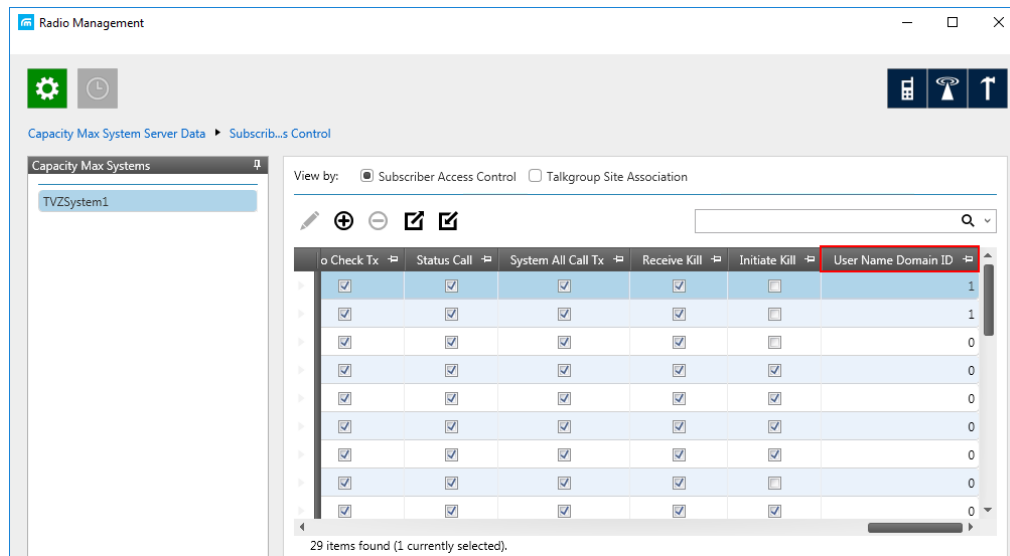 Radio Management
Capacity Max System Server Data Subscrib...s Control
Capacity Max Systems
TVZSystem1
View by: Subscriber Access Control Talkgroup Site Association
o Check Tx Status Call System All Call Tx Receive Kill Initiate Kill User Name Domain ID
1
1
0
0
0
0
0
0
0
29 items found (1 currently selected).